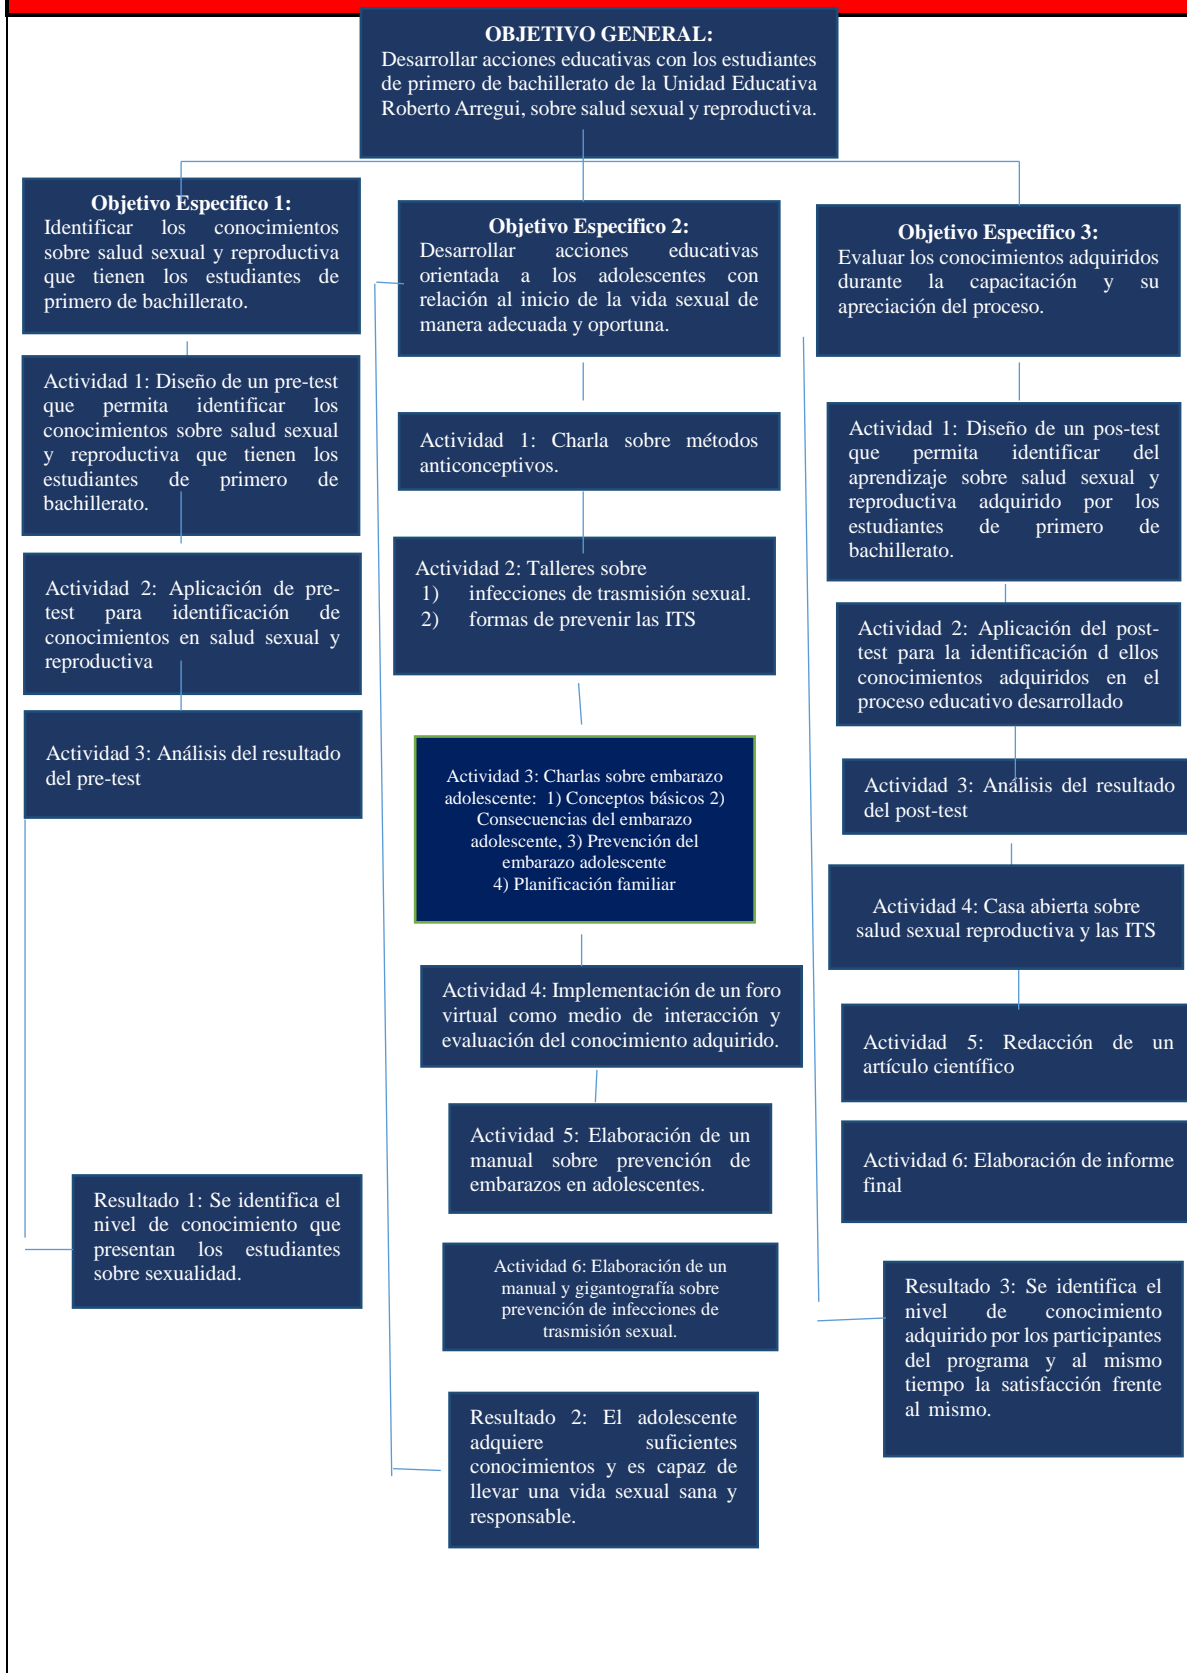 OBJETIVO GENERAL:
Desarrollar acciones educativas con los estudiantes
de primero de bachillerato de la Unidad Educativa
Roberto Arregui, sobre salud sexual y reproductiva.
Objetivo Especifico 1:
Identificar los conocimientos
sobre salud sexual y reproductiva
que tienen los estudiantes de
primero de bachillerato.
Actividad 1: Diseño de un pre-test
que permita identificar los
conocimientos sobre salud sexual
y reproductiva que tienen los
estudiantes de primero de
bachillerato.
Actividad 2: Aplicación de pre-
test para identificación de
conocimientos en salud sexual y
reproductiva
Actividad 3: Análisis del resultado
del pre-test
Resultado 1: Se identifica el
nivel de conocimiento que
presentan los estudiantes
sobre sexualidad.
Objetivo Especifico 2:
Desarrollar acciones educativas
orientada a los adolescentes con
relación al inicio de la vida sexual de
manera adecuada y oportuna.
Actividad 1: Charla sobre métodos
anticonceptivos.
Actividad 2: Talleres sobre
1) infecciones de trasmisión sexual.
2) formas de prevenir las ITS
Actividad 3: Charlas sobre embarazo
adolescente: 1) Conceptos básicos 2)
Consecuencias del embarazo
adolescente, 3) Prevención del
embarazo adolescente
4) Planificación familiar
Actividad 4: Implementación de un foro
virtual como medio de interacción y
evaluación del conocimiento adquirido.
Actividad 5: Elaboración de un
manual sobre prevención de
embarazos en adolescentes.
Actividad 6: Elaboración de un
manual y gigantografía sobre
prevención de infecciones de
trasmisión sexual.
Resultado 2: El adolescente
adquiere suficientes
conocimientos y es capaz de
llevar una vida sexual sana y
responsable.
Objetivo Especifico 3:
Evaluar los conocimientos adquiridos
durante la capacitación y su
apreciación del proceso.
Actividad 1: Diseño de un pos-test
que permita identificar del
aprendizaje sobre salud sexual y
reproductiva adquirido por los
estudiantes de primero de
bachillerato.
Actividad 2: Aplicación del post-
test para la identificación d ellos
conocimientos adquiridos en el
proceso educativo desarrollado
Actividad 3: Análisis del resultado
del post-test
Actividad 4: Casa abierta sobre
salud sexual reproductiva y las ITS
Actividad 5: Redacción de un
artículo científico
Actividad 6: Elaboración de informe
final
Resultado 3: Se identifica el
nivel de conocimiento
adquirido por los participantes
del programa y al mismo
tiempo la satisfacción frente
al mismo.